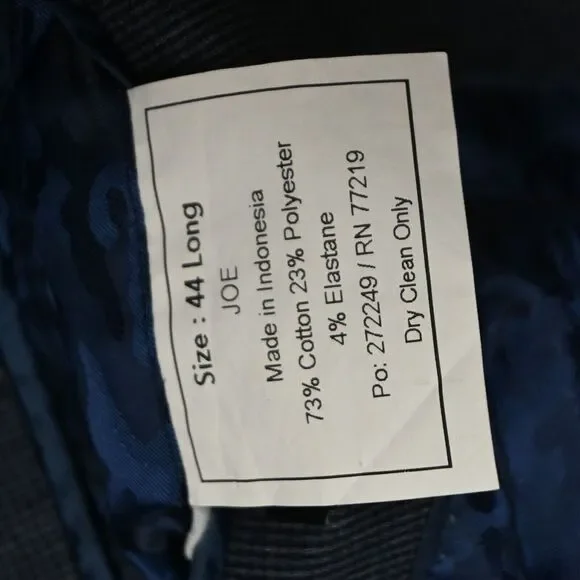 Size : 44 Long
JOE
Made in Indonesia
73% Cotton 23% Polyester
4% Elastane
Po: 272249 / RN 77219
Dry Clean Only